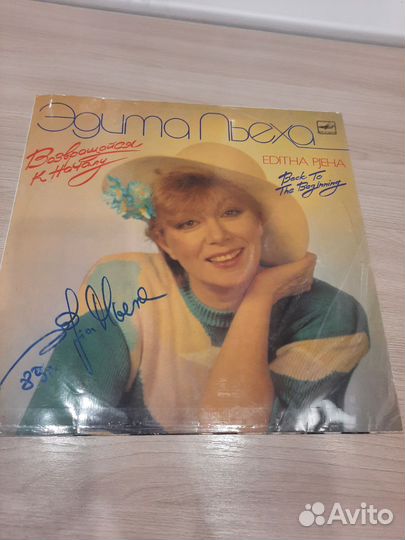 Эдита Пьеха
Возвращаясь
к началу
EDITHA PJEHA
Back To
The Beginning
Avito